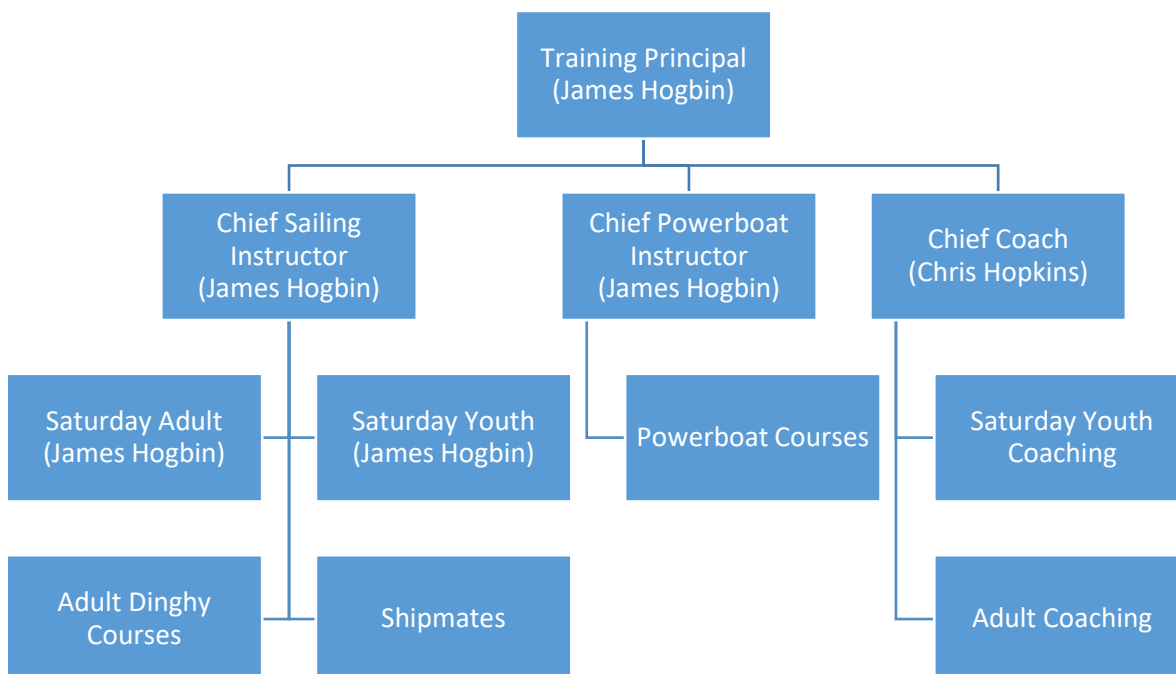 Training Principal
(James Hogbin)
Chief Sailing
Instructor
(James Hogbin)
Chief Powerboat
Instructor
(James Hogbin)
Chief Coach
(Chris Hopkins)
Saturday Adult
(James Hogbin)
Saturday Youth
(James Hogbin)
Powerboat Courses
Saturday Youth
Coaching
Adult Dinghy
Courses
Shipmates
Adult Coaching